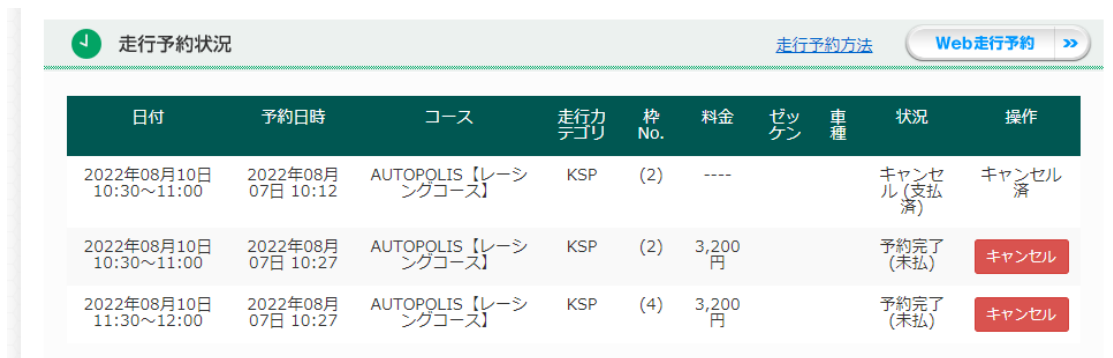 走行予約状況
走行予約方法
Web走行予約
日付 予約日時 コース 走行カ 枠 料金 ゼッ 車 状況 操作
テゴリ No. ケン 種
2022年08月10日 2022年08月 AUTOPOLIS【レーシ KSP (2) ---- キャンセ キャンセル
10:30～11:00 07日 10:12 ングコース】 ル (支払 済
済)
2022年08月10日 2022年08月 AUTOPOLIS【レーシ KSP (2) 3,200 予約完了 キャンセル
10:30～11:00 07日 10:27 ングコース】 円 (未払)
2022年08月10日 2022年08月 AUTOPOLIS【レーシ KSP (4) 3,200 予約完了 キャンセル
11:30～12:00 07日 10:27 ングコース】 円 (未払)